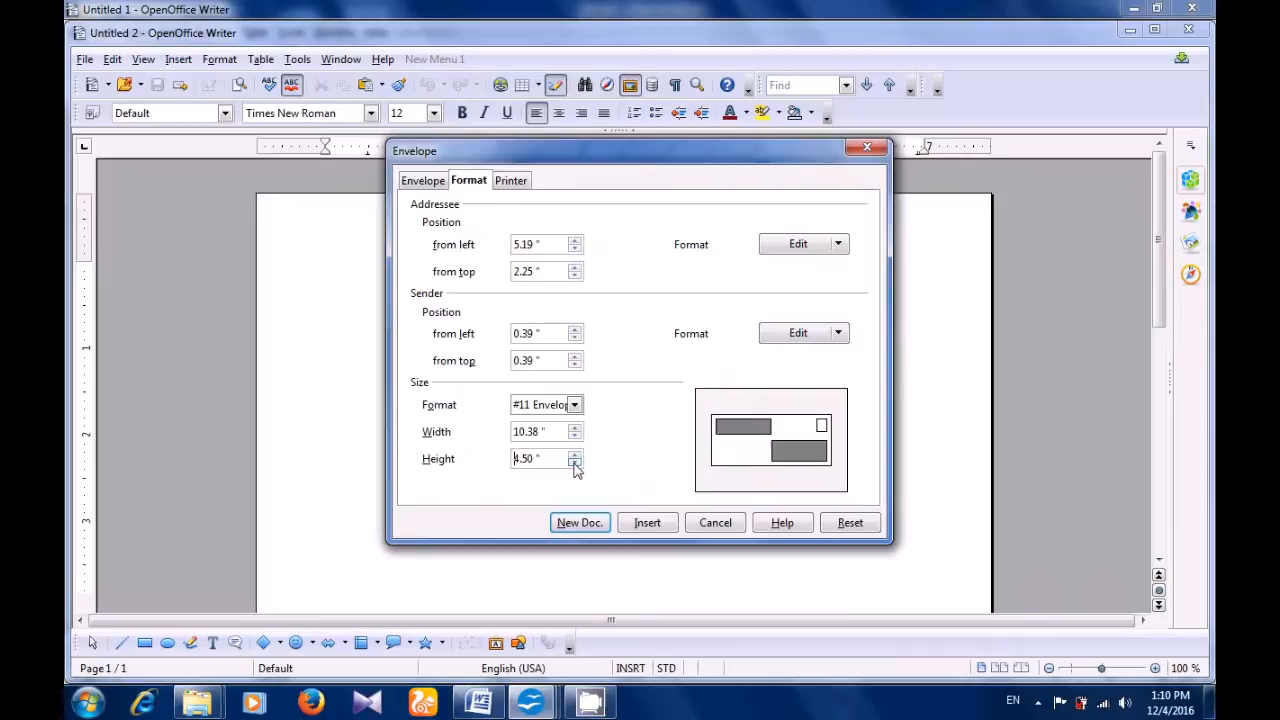 Untitled 1 - OpenOffice Writer
Untitled 2 - OpenOffice Writer
File Edit View Insert Format Table Tools Window Help New Menu 1
Find
Default Times New Roman 12
7
Envelope
Envelope Format Printer
Addressee
Position
from left 5.19 " Format Edit
from top 2.25 "
Sender
Position
from left 0.39 " Format Edit
from top 0.39 "
Size
Format #11 Envelop
Width 10.38 "
Height 4.50 "
New Doc. Insert Cancel Help Reset
1
3
Page 1 / 1 Default English (USA) INSRT STD 100 %
EN 1:10 PM
12/4/2016